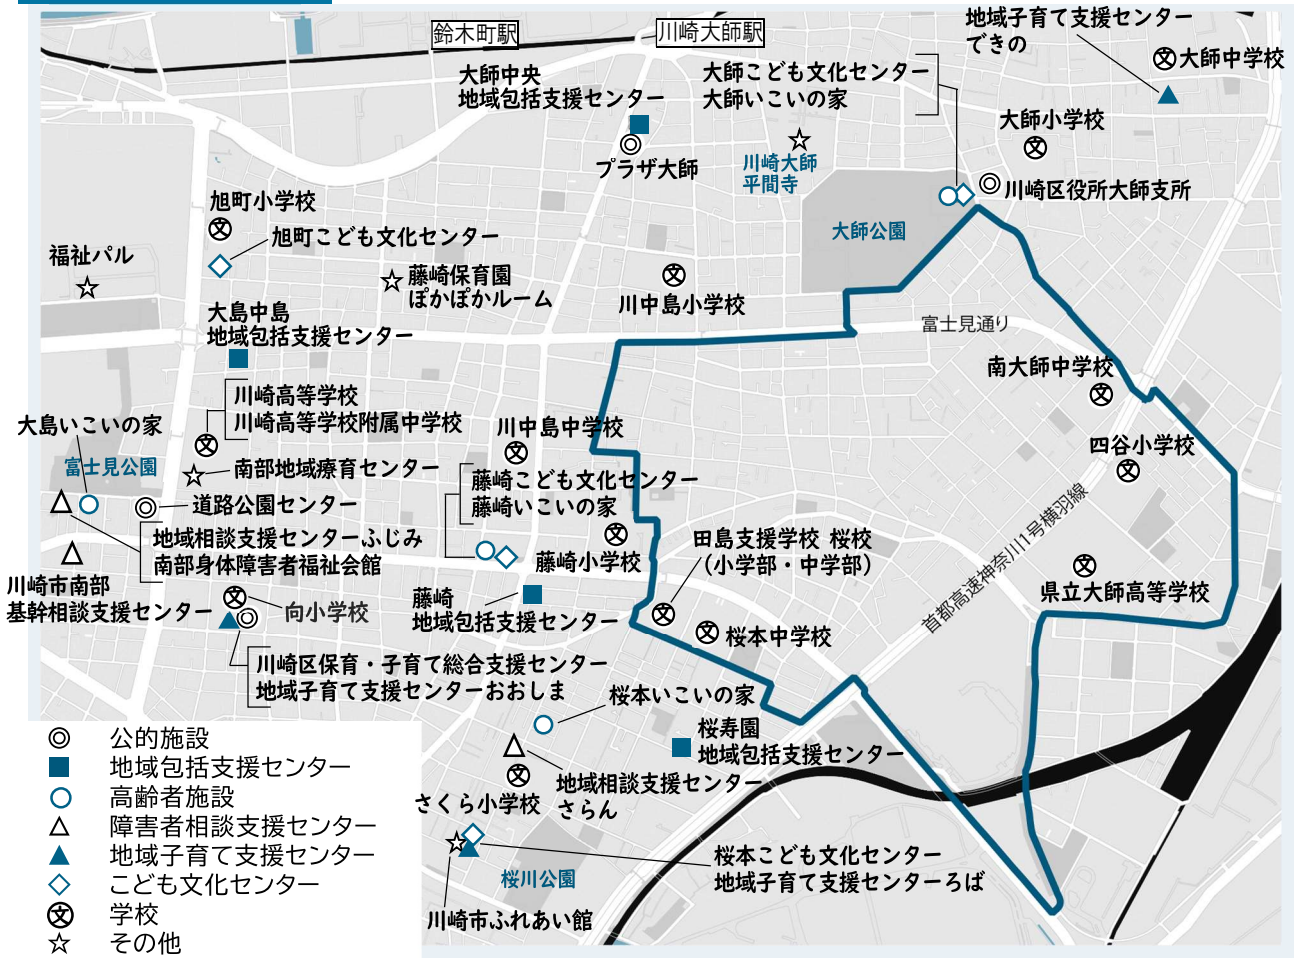 鈴木町駅
川崎大師駅
地域子育て支援センター
できの
大師中学校
大師中央
地域包括支援センター
大師こども文化センター
大師いこいの家
大師小学校
プラザ大師
川崎大師
平間寺
川崎区役所大師支所
旭町小学校
旭町こども文化センター
大師公園
福祉パル
藤崎保育園
ぽかぽかルーム
川中島小学校
大島中島
地域包括支援センター
富士見通り
南大師中学校
川崎高等学校
川崎高等学校附属中学校
大島いこいの家
川中島中学校
四谷小学校
富士見公園
南部地域療育センター
藤崎こども文化センター
藤崎いこいの家
道路公園センター
首都高速神奈川1号横羽線
地域相談支援センターふじみ
南部身体障害者福祉会館
藤崎小学校
田島支援学校 桜校
（小学部・中学部）
川崎市南部
基幹相談支援センター
向小学校
藤崎
地域包括支援センター
県立大師高等学校
桜本中学校
川崎区保育・子育て総合支援センター
地域子育て支援センターおおしま
桜本いこいの家
桜寿園
地域包括支援センター
地域相談支援センター
さらん
さくら小学校
桜本こども文化センター
地域子育て支援センターろば
桜川公園
川崎市ふれあい館
公的施設
地域包括支援センター
高齢者施設
障害者相談支援センター
地域子育て支援センター
こども文化センター
文 学校
その他